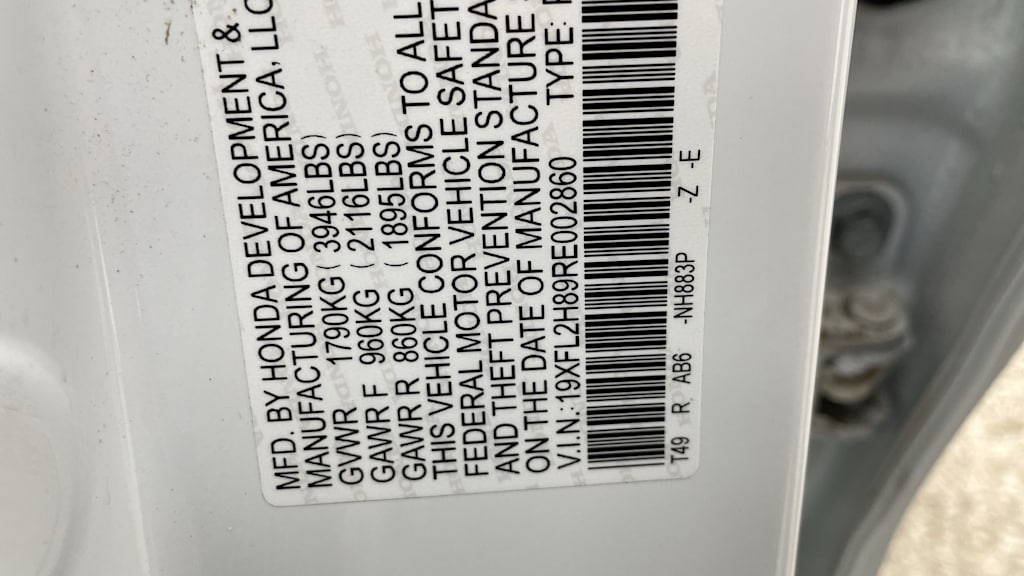 MFD. BY HONDA DEVELOPMENT &
MANUFACTURING OF AMERICA, LLC
GVWR 1790KG ( 3946LBS)
GAWR F 960KG ( 2116LBS)
GAWR R 860KG ( 1895LBS)
THIS VEHICLE CONFORMS TO ALL
FEDERAL MOTOR VEHICLE SAFET
AND THEFT PREVENTION STANDA
ON THE DATE OF MANUFACTURE
V.I.N.:19XFL2H89RE002860 TYPE:
T49 R AB6 -NH883P -Z -E